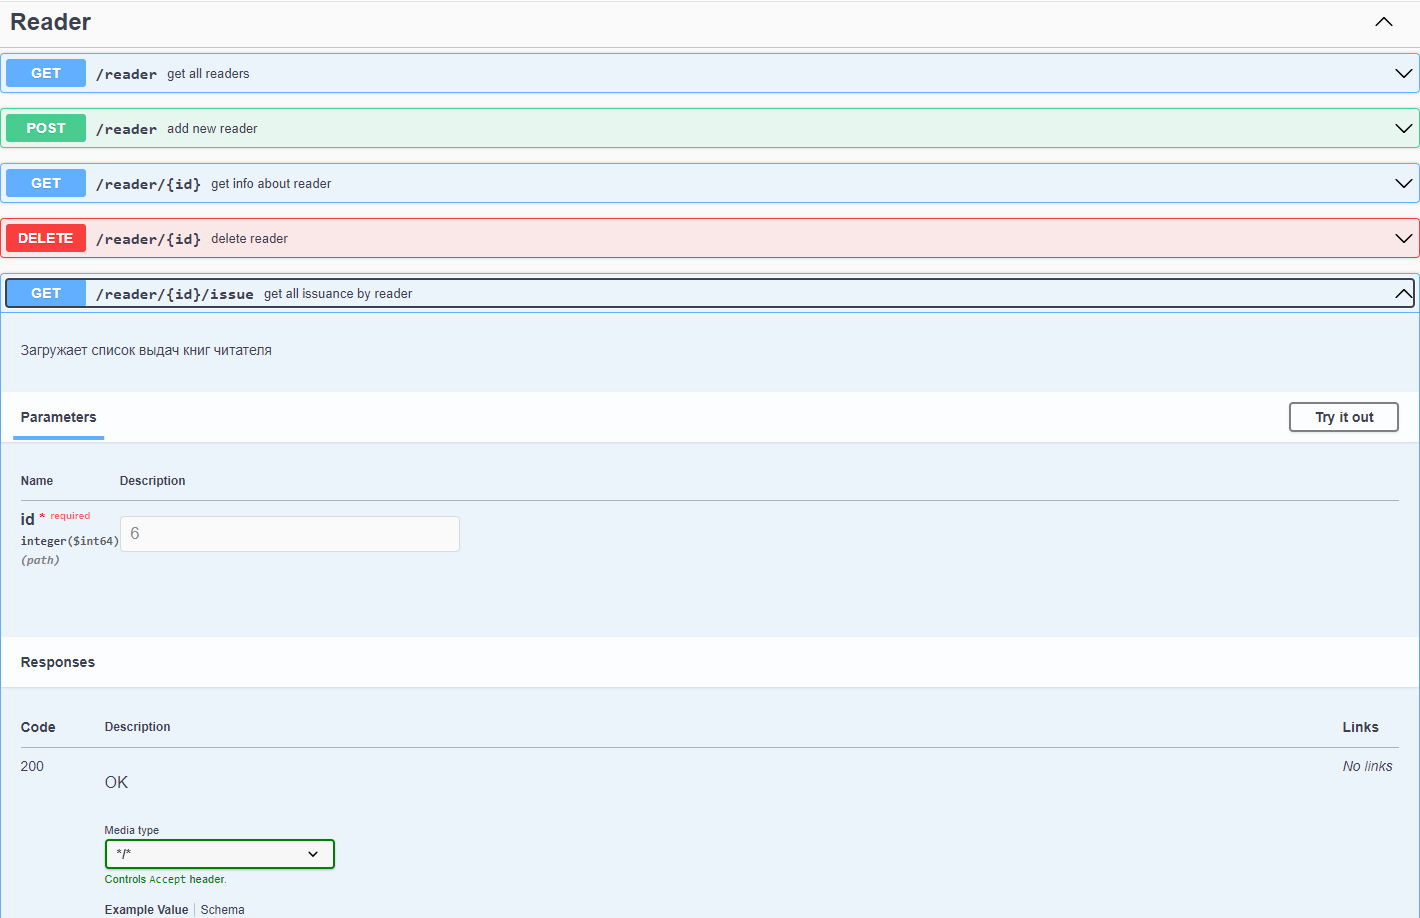 Reader
GET /reader get all readers
POST /reader add new reader
GET /reader/{id} get info about reader
DELETE /reader/{id} delete reader
GET /reader/{id}/issue get all issuance by reader
Загружает список выдач книг читателя
Parameters Try it out
Name Description
id * required
integer($int64) 6
(path)
Responses
Code Description Links
200 No links
OK
Media type
*/*
Controls Accept header.
Example Value Schema